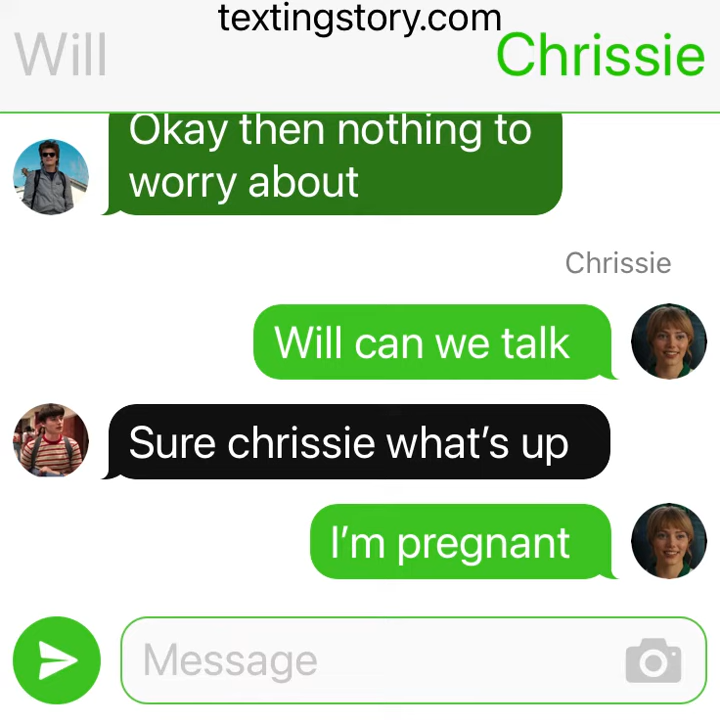 textingstory.com
Will Chrissie
Okay then nothing to
worry about
Chrissie
Will can we talk
Sure chrissie what's up
I'm pregnant
Message